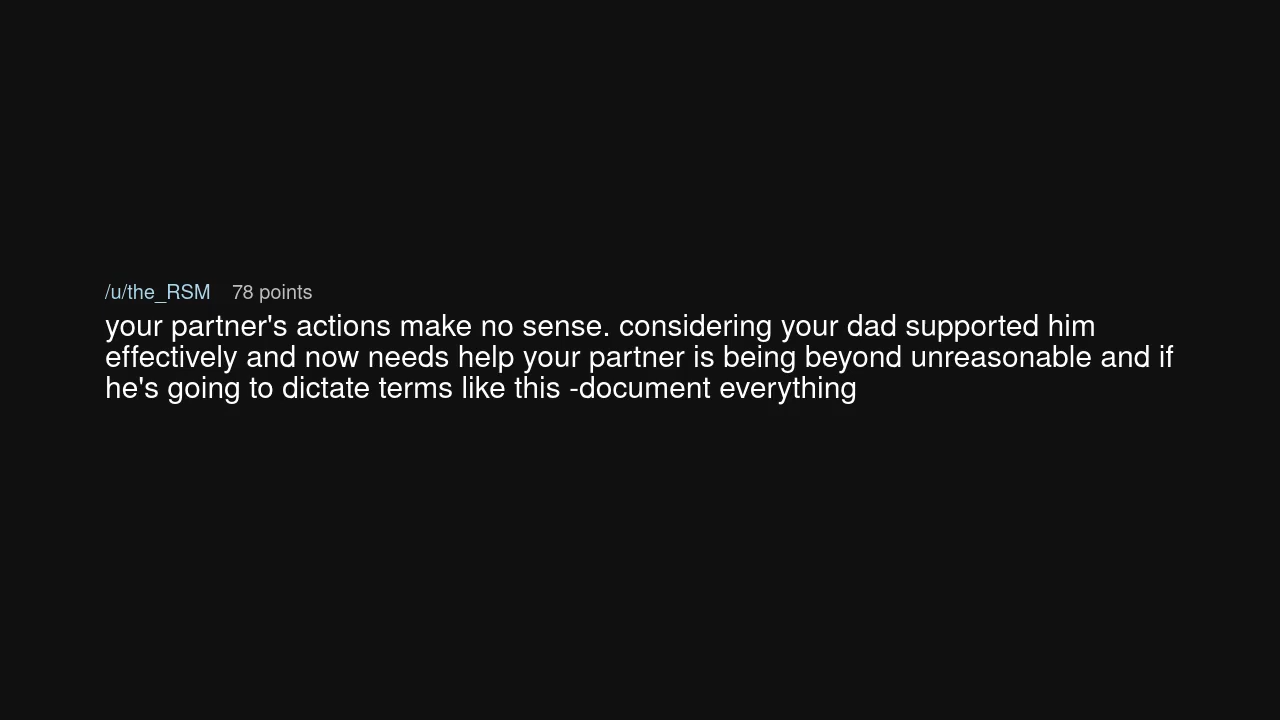 /u/the_RSM 78 points
your partner's actions make no sense. considering your dad supported him
effectively and now needs help your partner is being beyond unreasonable and if
he's going to dictate terms like this -document everything